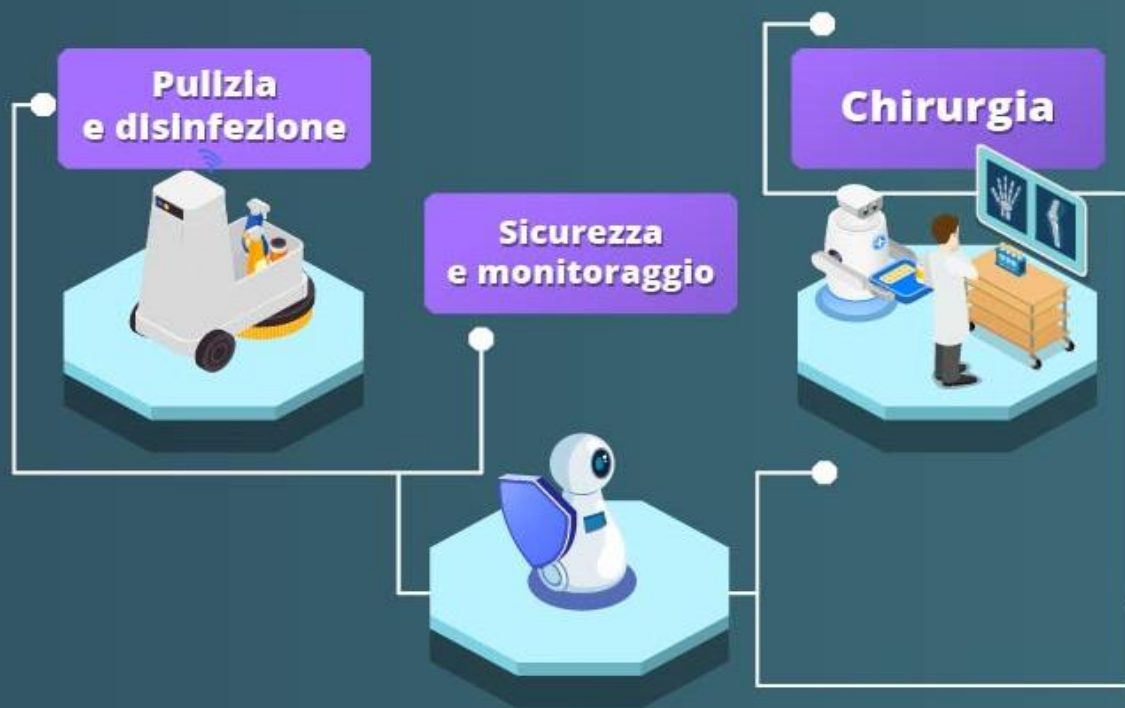 Pulizia
e disinfezione
Sicurezza
e monitoraggio
Chirurgia